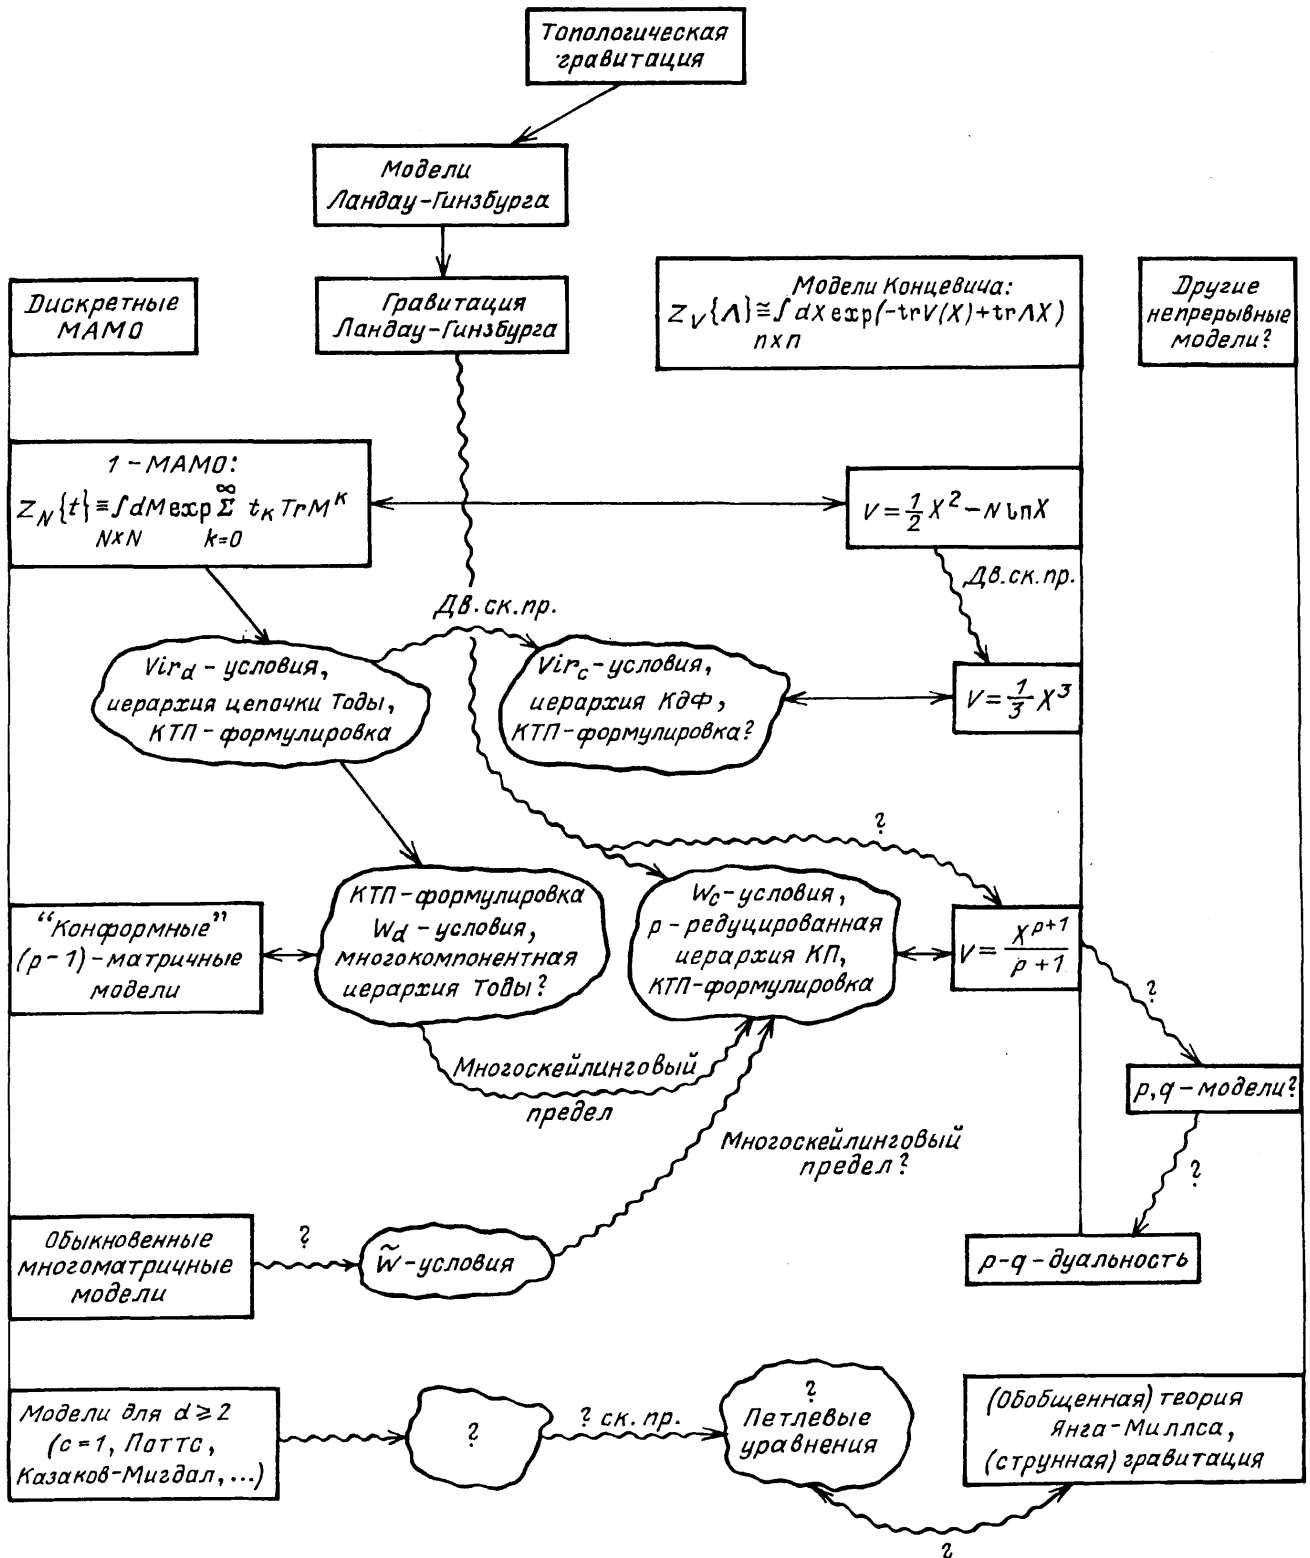 Топологическая
гравитация
Модели
Ландау-Гинзбурга
Дискретные
МАМО
Гравитация
Ландау-Гинзбурга
Модели Концевича:
Z_V{Λ}≅∫dX exp(-trV(X)+trΛX)
n×n
Другие
непрерывные
модели?
1-МАМО:
Z_N{t}≡∫dM exp Σ t_k Tr M^k
∞
N×N k=0
V=1/2 X^2-N ln X
Дв.ск.пр.
Дв.ск.пр.
Vir_d-условия,
иерархия цепочки Тоды,
КТП-формулировка
Vir_c-условия,
иерархия КдФ,
КТП-формулировка?
V=1/3 X^3
?
"Конформные"
(p-1)-матричные
модели
КТП-формулировка
W_d-условия,
многокомпонентная
иерархия Тоды?
W_c-условия,
p-редуцированная
иерархия КП,
КТП-формулировка
V=X^{p+1}/p+1
?
Многоскейлинговый
предел
p,q-модели?
Многоскейлинговый
предел?
?
Обыкновенные
многоматричные
модели
?
W̃-условия
p-q-дуальность
Модели для d≥2
(c=1, Поттс,
Казаков-Мигдал,...)
?
? ск.пр.
?
Петлевые
уравнения
(Обобщенная) теория
Янга-Миллса,
(струнная) гравитация
?